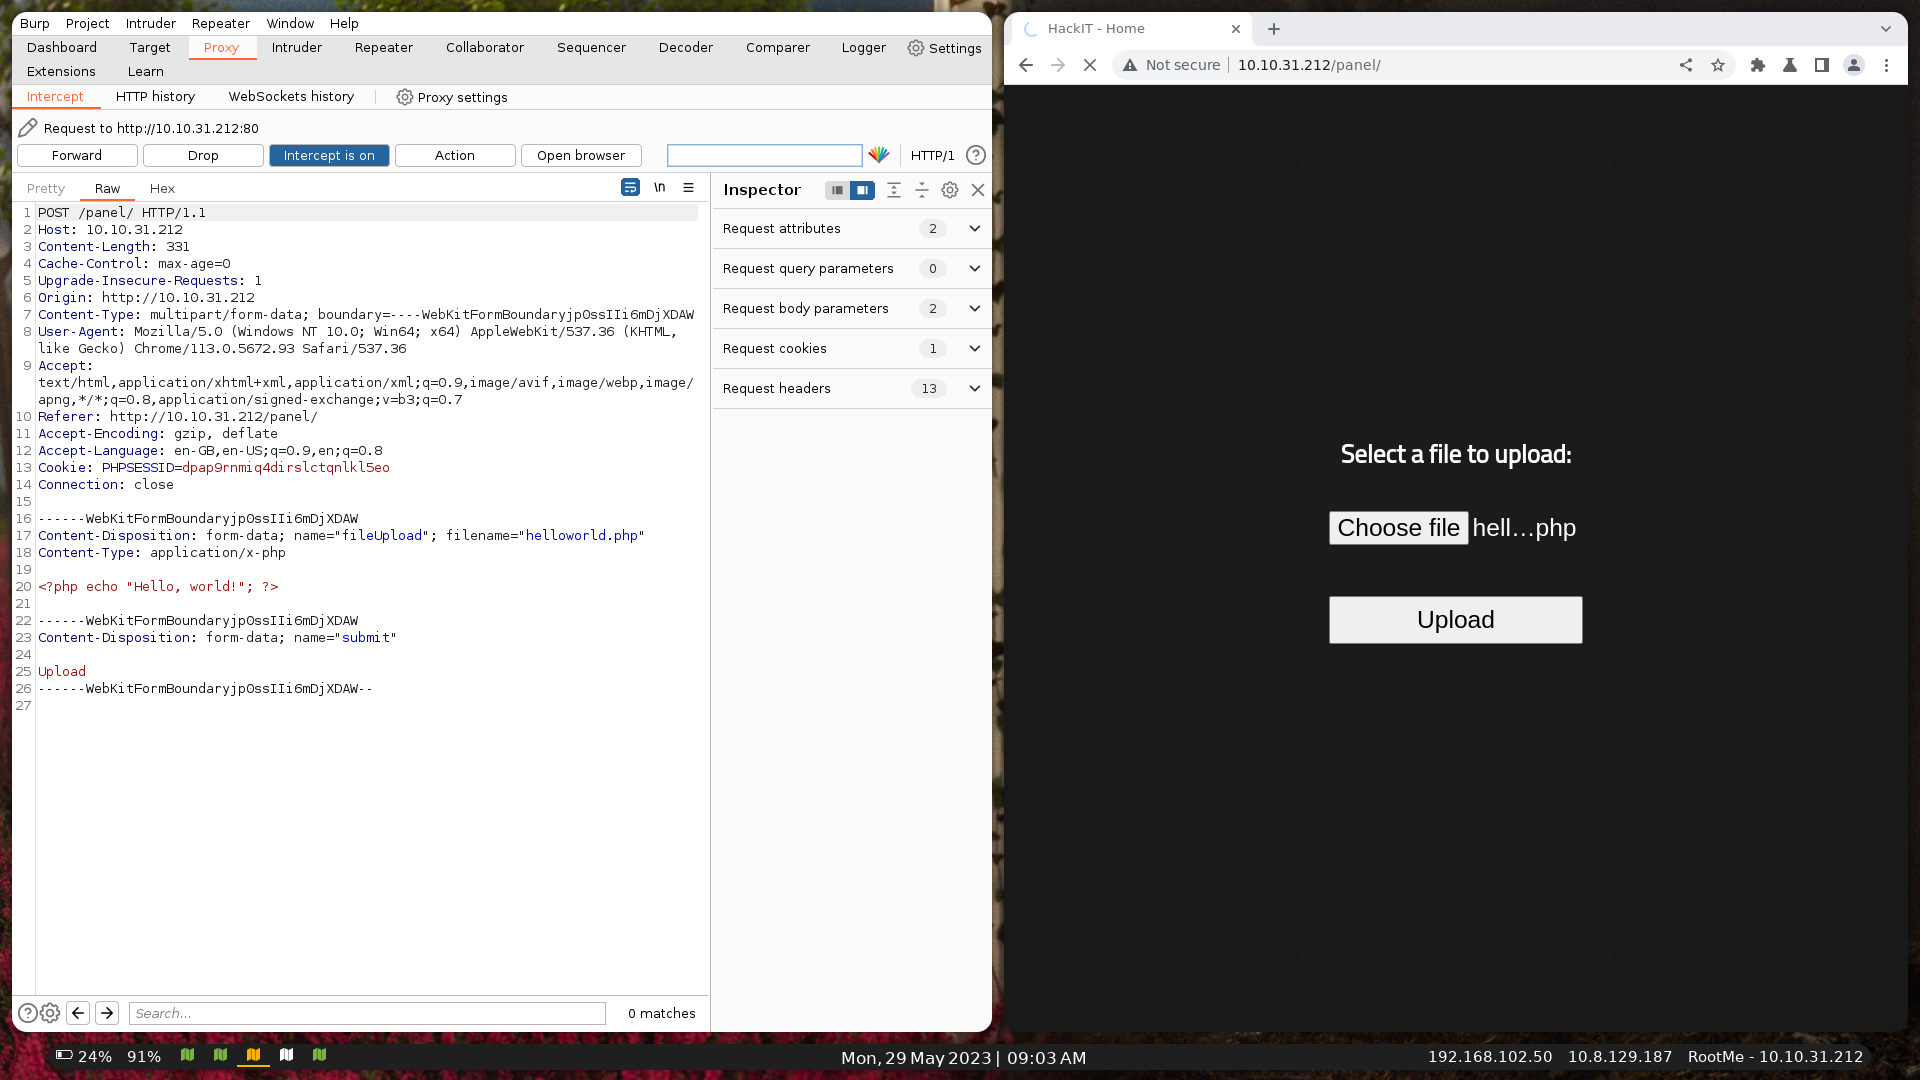 Burp Project Intruder Repeater Window Help
Dashboard Target Proxy Intruder Repeater Collaborator Sequencer Decoder Comparer Logger Settings
Extensions Learn
Intercept HTTP history WebSockets history Proxy settings
Request to http://10.10.31.212:80
Forward Drop Intercept is on Action Open browser HTTP/1 ?
Pretty Raw Hex \n
1 POST /panel/ HTTP/1.1
2 Host: 10.10.31.212
3 Content-Length: 331
4 Cache-Control: max-age=0
5 Upgrade-Insecure-Requests: 1
6 Origin: http://10.10.31.212
7 Content-Type: multipart/form-data; boundary=----WebKitFormBoundaryjpOssIIi6mDjXDAW
8 User-Agent: Mozilla/5.0 (Windows NT 10.0; Win64; x64) AppleWebKit/537.36 (KHTML,
like Gecko) Chrome/113.0.5672.93 Safari/537.36
9 Accept:
text/html,application/xhtml+xml,application/xml;q=0.9,image/avif,image/webp,image/
apng,*/*;q=0.8,application/signed-exchange;v=b3;q=0.7
10 Referer: http://10.10.31.212/panel/
11 Accept-Encoding: gzip, deflate
12 Accept-Language: en-GB,en-US;q=0.9,en;q=0.8
13 Cookie: PHPSESSID=dpap9rnmiq4dirslctqnlkl5eo
14 Connection: close
15
16 ------WebKitFormBoundaryjpOssIIi6mDjXDAW
17 Content-Disposition: form-data; name="fileUpload"; filename="helloworld.php"
18 Content-Type: application/x-php
19
20 <?php echo "Hello, world!"; ?>
21
22 ------WebKitFormBoundaryjpOssIIi6mDjXDAW
23 Content-Disposition: form-data; name="submit"
24
25 Upload
26 ------WebKitFormBoundaryjpOssIIi6mDjXDAW--
27
? Search... 0 matches
Inspector
Request attributes 2
Request query parameters 0
Request body parameters 2
Request cookies 1
Request headers 13
HackIT - Home
Not secure 10.10.31.212/panel/
Select a file to upload:
Choose file hell…php
Upload
24% 91% Mon, 29 May 2023 | 09:03 AM 192.168.102.50 10.8.129.187 RootMe - 10.10.31.212